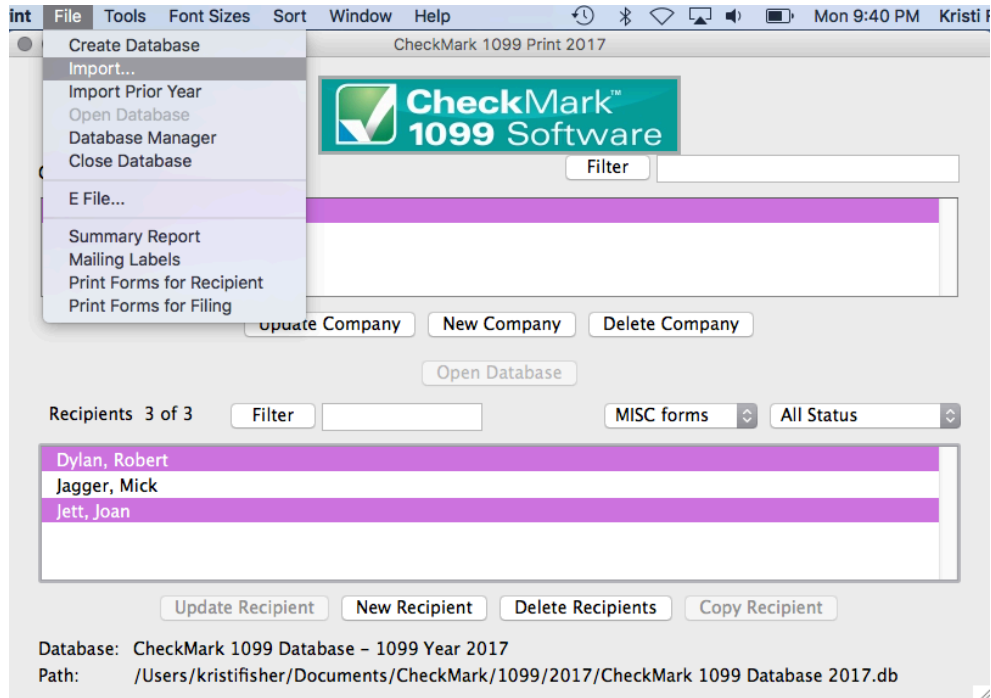 int File Tools Font Sizes Sort Window Help Mon 9:40 PM Kristi
CheckMark 1099 Print 2017
Create Database
Import...
Import Prior Year
Open Database
Database Manager
Close Database
E File...
Summary Report
Mailing Labels
Print Forms for Recipient
Print Forms for Filing
CheckMark™
1099 Software
Filter
Update Company New Company Delete Company
Open Database
Recipients 3 of 3 Filter MISC forms All Status
Dylan, Robert
Jagger, Mick
Jett, Joan
Update Recipient New Recipient Delete Recipients Copy Recipient
Database: CheckMark 1099 Database – 1099 Year 2017
Path: /Users/kristifisher/Documents/CheckMark/1099/2017/CheckMark 1099 Database 2017.db